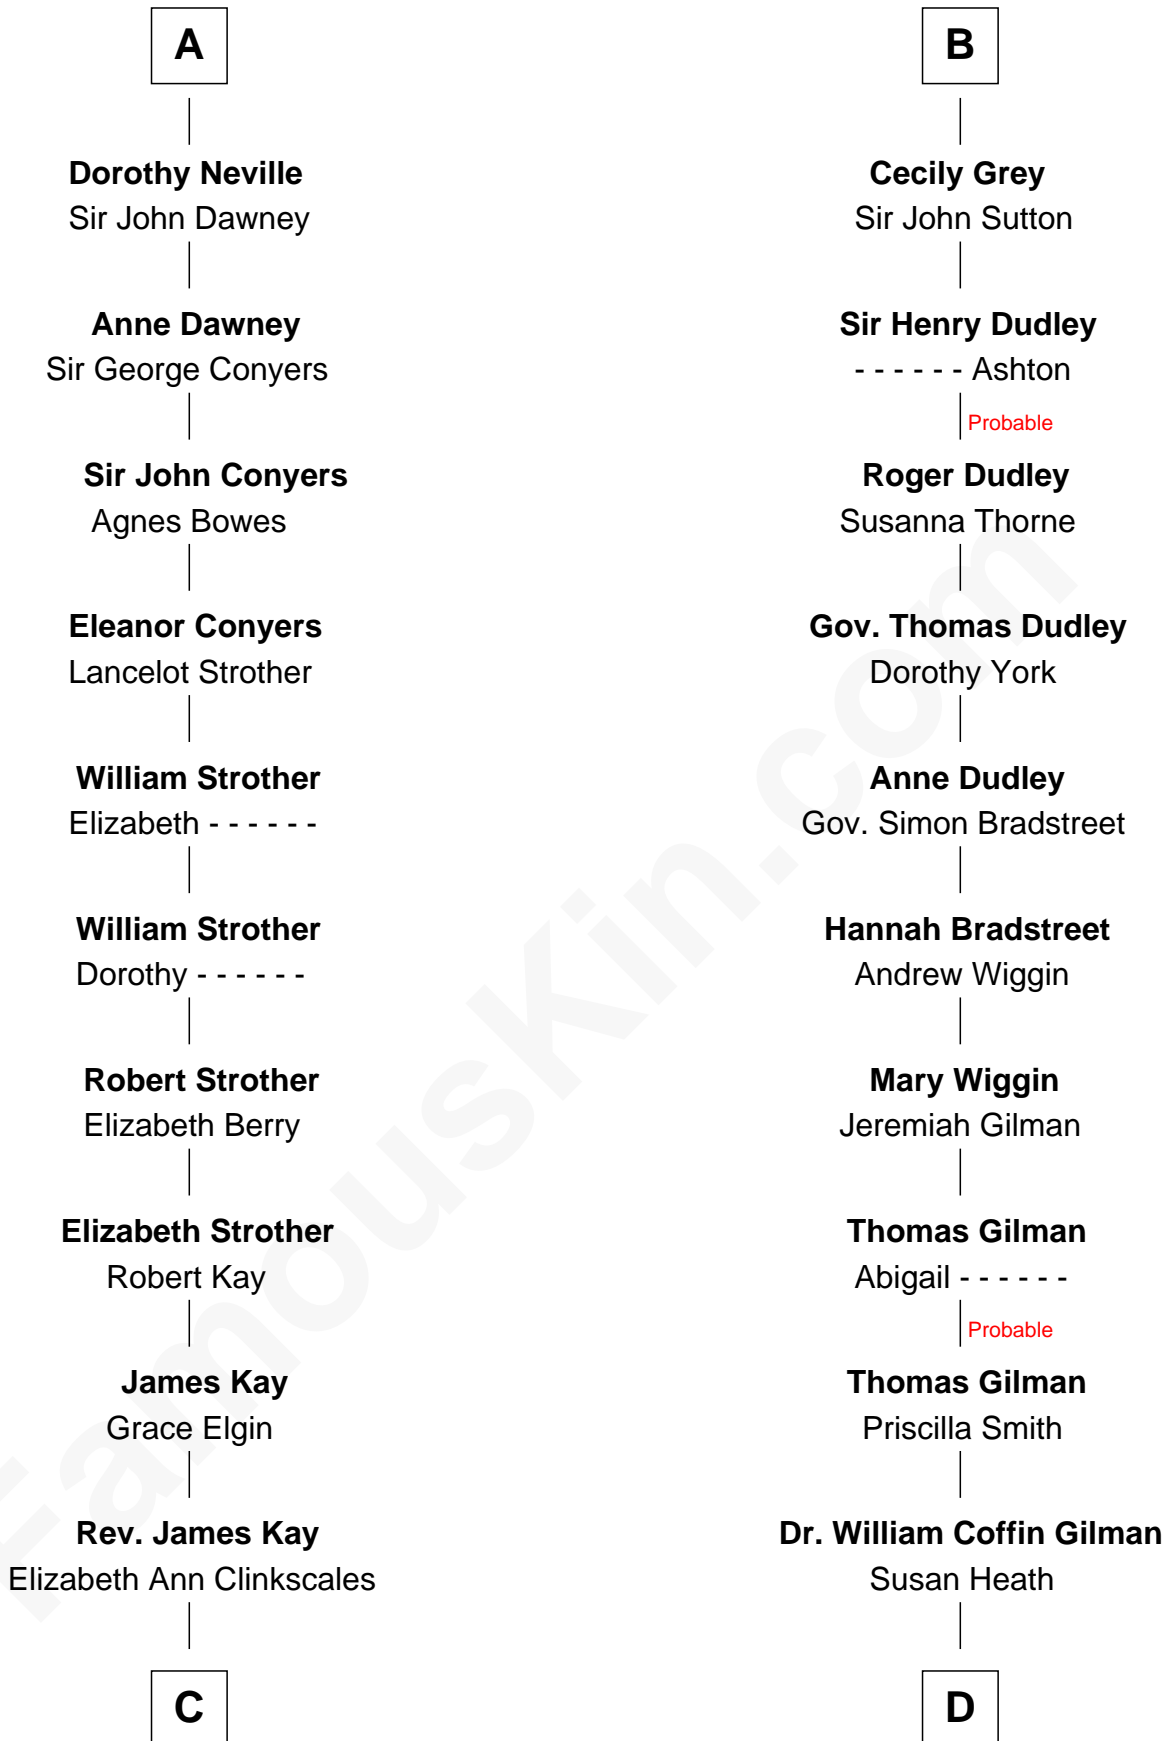 A
Dorothy Neville
Sir John Dawney
Anne Dawney
Sir George Conyers
Sir John Conyers
Agnes Bowes
Eleanor Conyers
Lancelot Strother
William Strother
Elizabeth - - - - - -
William Strother
Dorothy - - - - - -
Robert Strother
Elizabeth Berry
Elizabeth Strother
Robert Kay
James Kay
Grace Elgin
Rev. James Kay
Elizabeth Ann Clinkscales
C
B
Cecily Grey
Sir John Sutton
Sir Henry Dudley
- - - - - - Ashton
Probable
Roger Dudley
Susanna Thorne
Gov. Thomas Dudley
Dorothy York
Anne Dudley
Gov. Simon Bradstreet
Hannah Bradstreet
Andrew Wiggin
Mary Wiggin
Jeremiah Gilman
Thomas Gilman
Abigail - - - - - -
Probable
Thomas Gilman
Priscilla Smith
Dr. William Coffin Gilman
Susan Heath
D
FamousKin.com